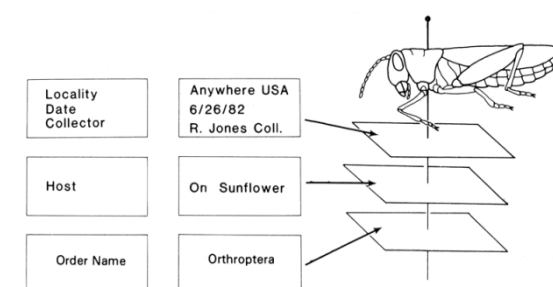 Locality
Date
Collector
Anywhere USA
6/26/82
R. Jones Coll.
Host
On Sunflower
Order Name
Orthroptera